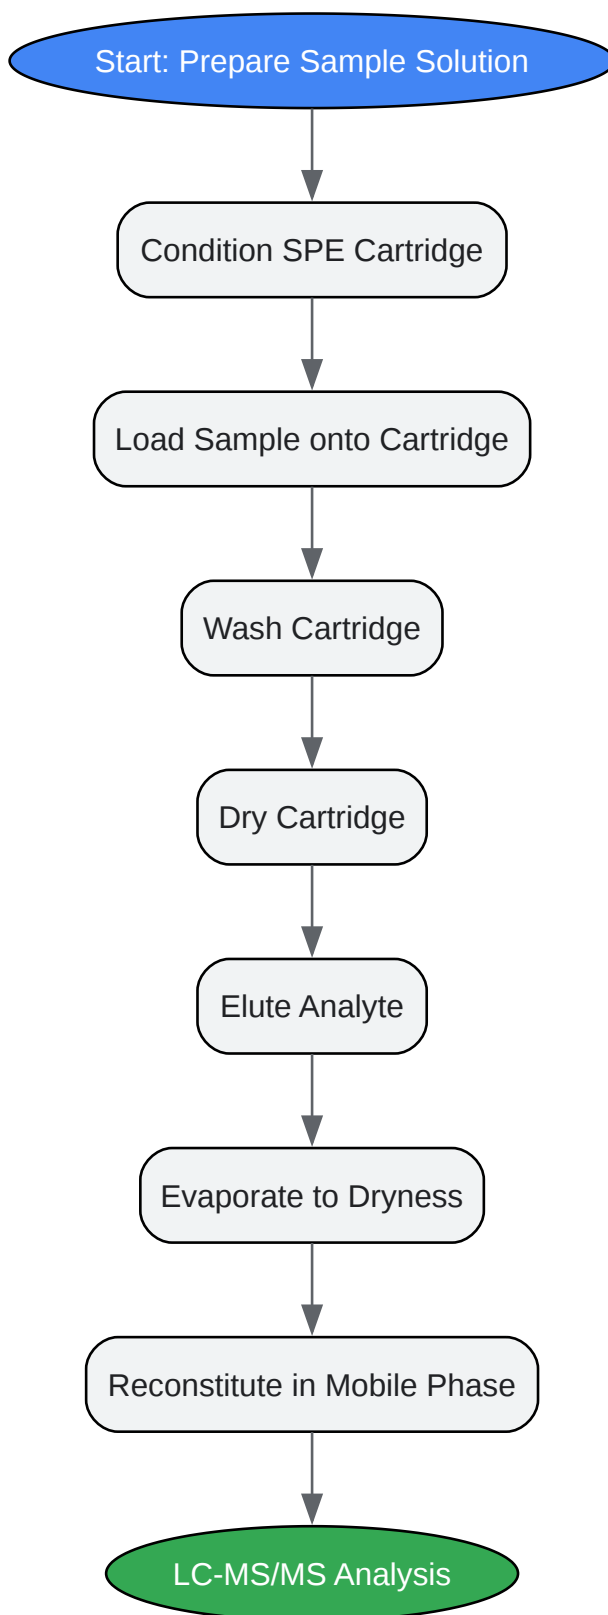 Start: Prepare Sample Solution
Condition SPE Cartridge
Load Sample onto Cartridge
Wash Cartridge
Dry Cartridge
Elute Analyte
Evaporate to Dryness
Reconstitute in Mobile Phase
LC-MS/MS Analysis